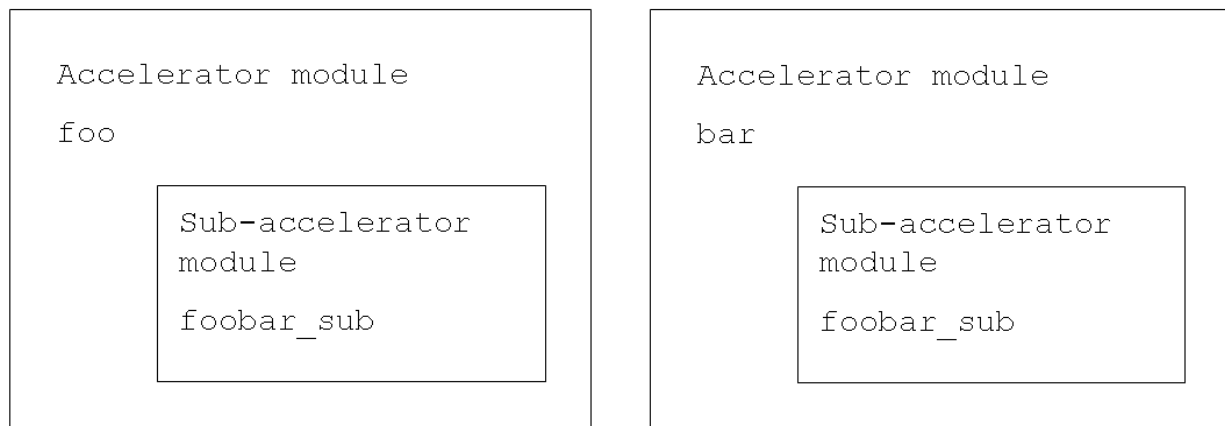 Accelerator module
foo
Sub-accelerator
module
foobar_sub
Accelerator module
bar
Sub-accelerator
module
foobar_sub